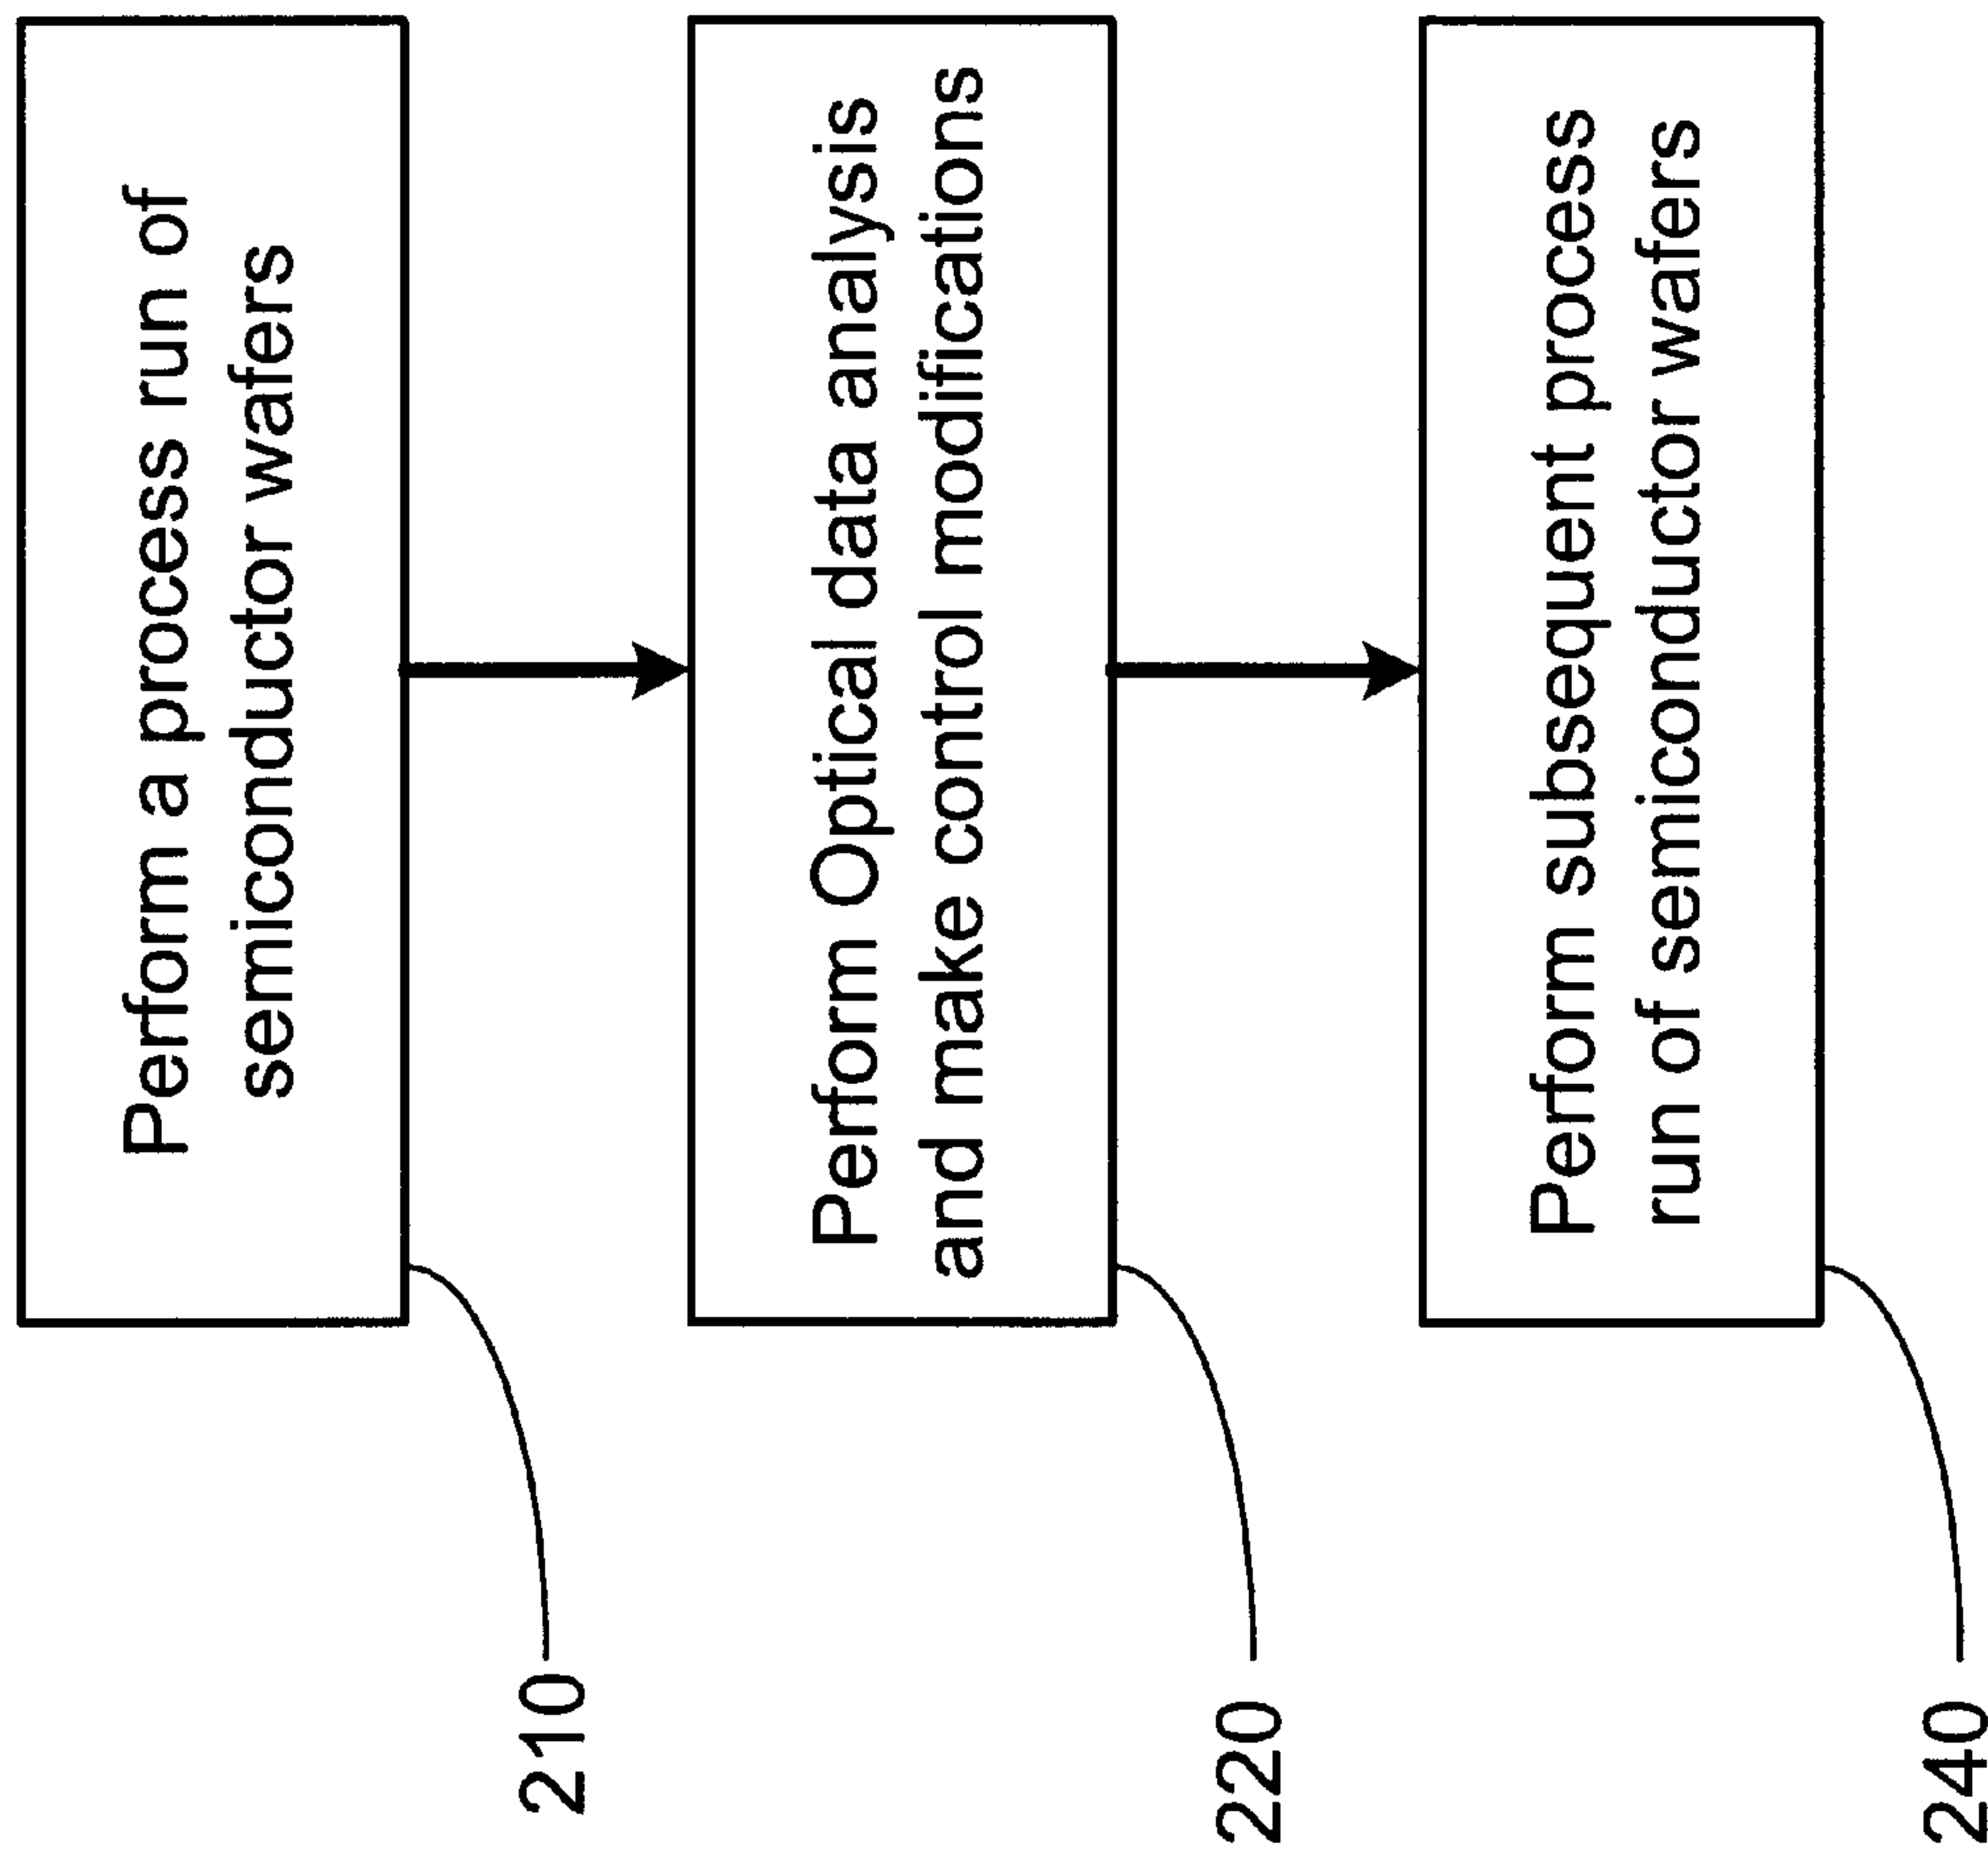 Perform a process run of
semiconductor wafers
210
Perform Optical data analysis
and make control modifications
220
Perform subsequent process
run of semiconductor wafers
240